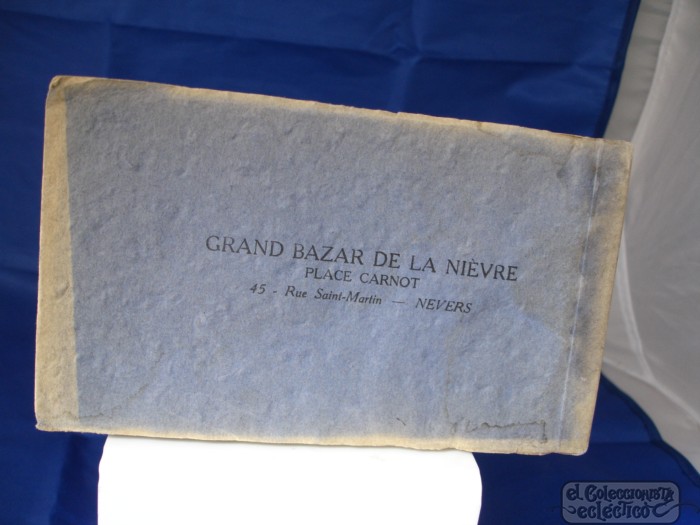 GRAND BAZAR DE LA NIÈVRE
PLACE CARNOT
45 - Rue Saint-Martin — NEVERS
el Coleccionista
ecléctico